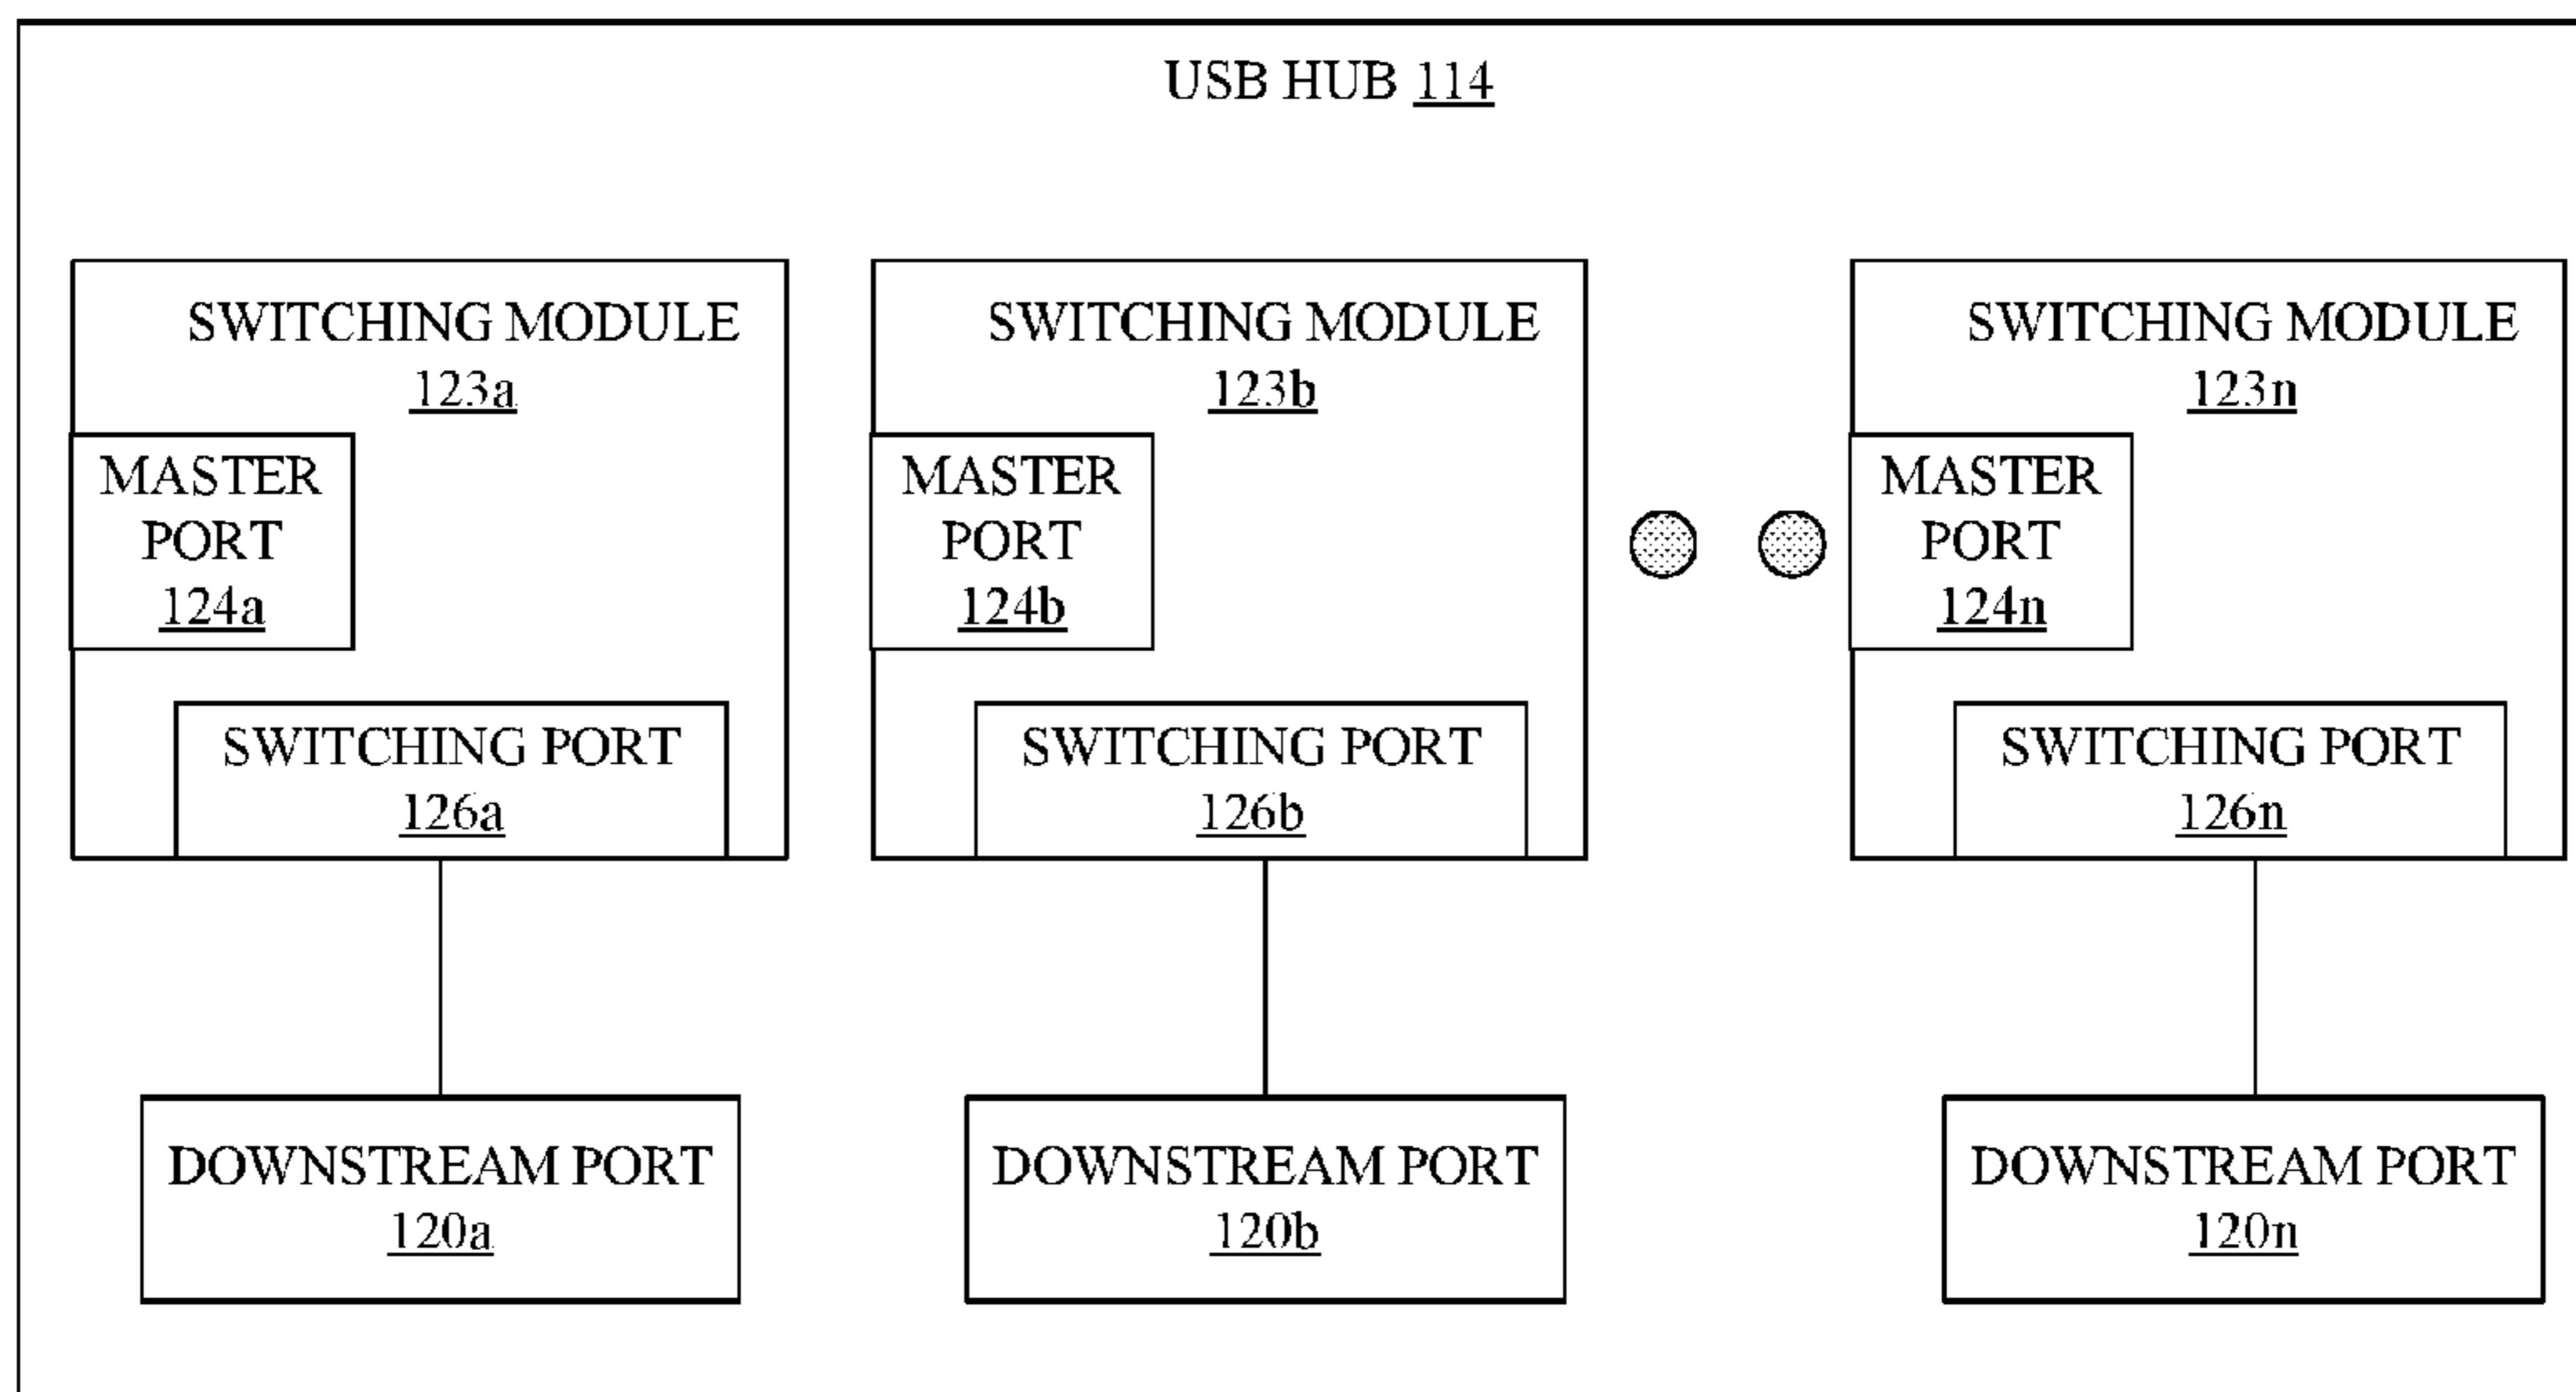 USB HUB 114
SWITCHING MODULE
123a
SWITCHING MODULE
123b
SWITCHING MODULE
123n
MASTER
PORT
124a
MASTER
PORT
124b
MASTER
PORT
124n
SWITCHING PORT
126a
SWITCHING PORT
126b
SWITCHING PORT
126n
DOWNSTREAM PORT
120a
DOWNSTREAM PORT
120b
DOWNSTREAM PORT
120n